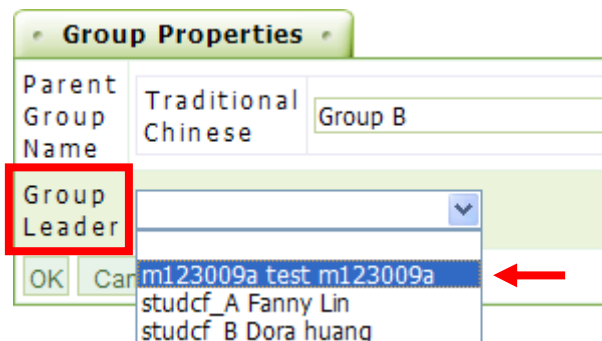 Group Properties
Parent
Group
Name
Traditional
Chinese
Group B
Group
Leader
m123009a test m123009a
OK
studcf_A Fanny Lin
studcf_B Dora huang